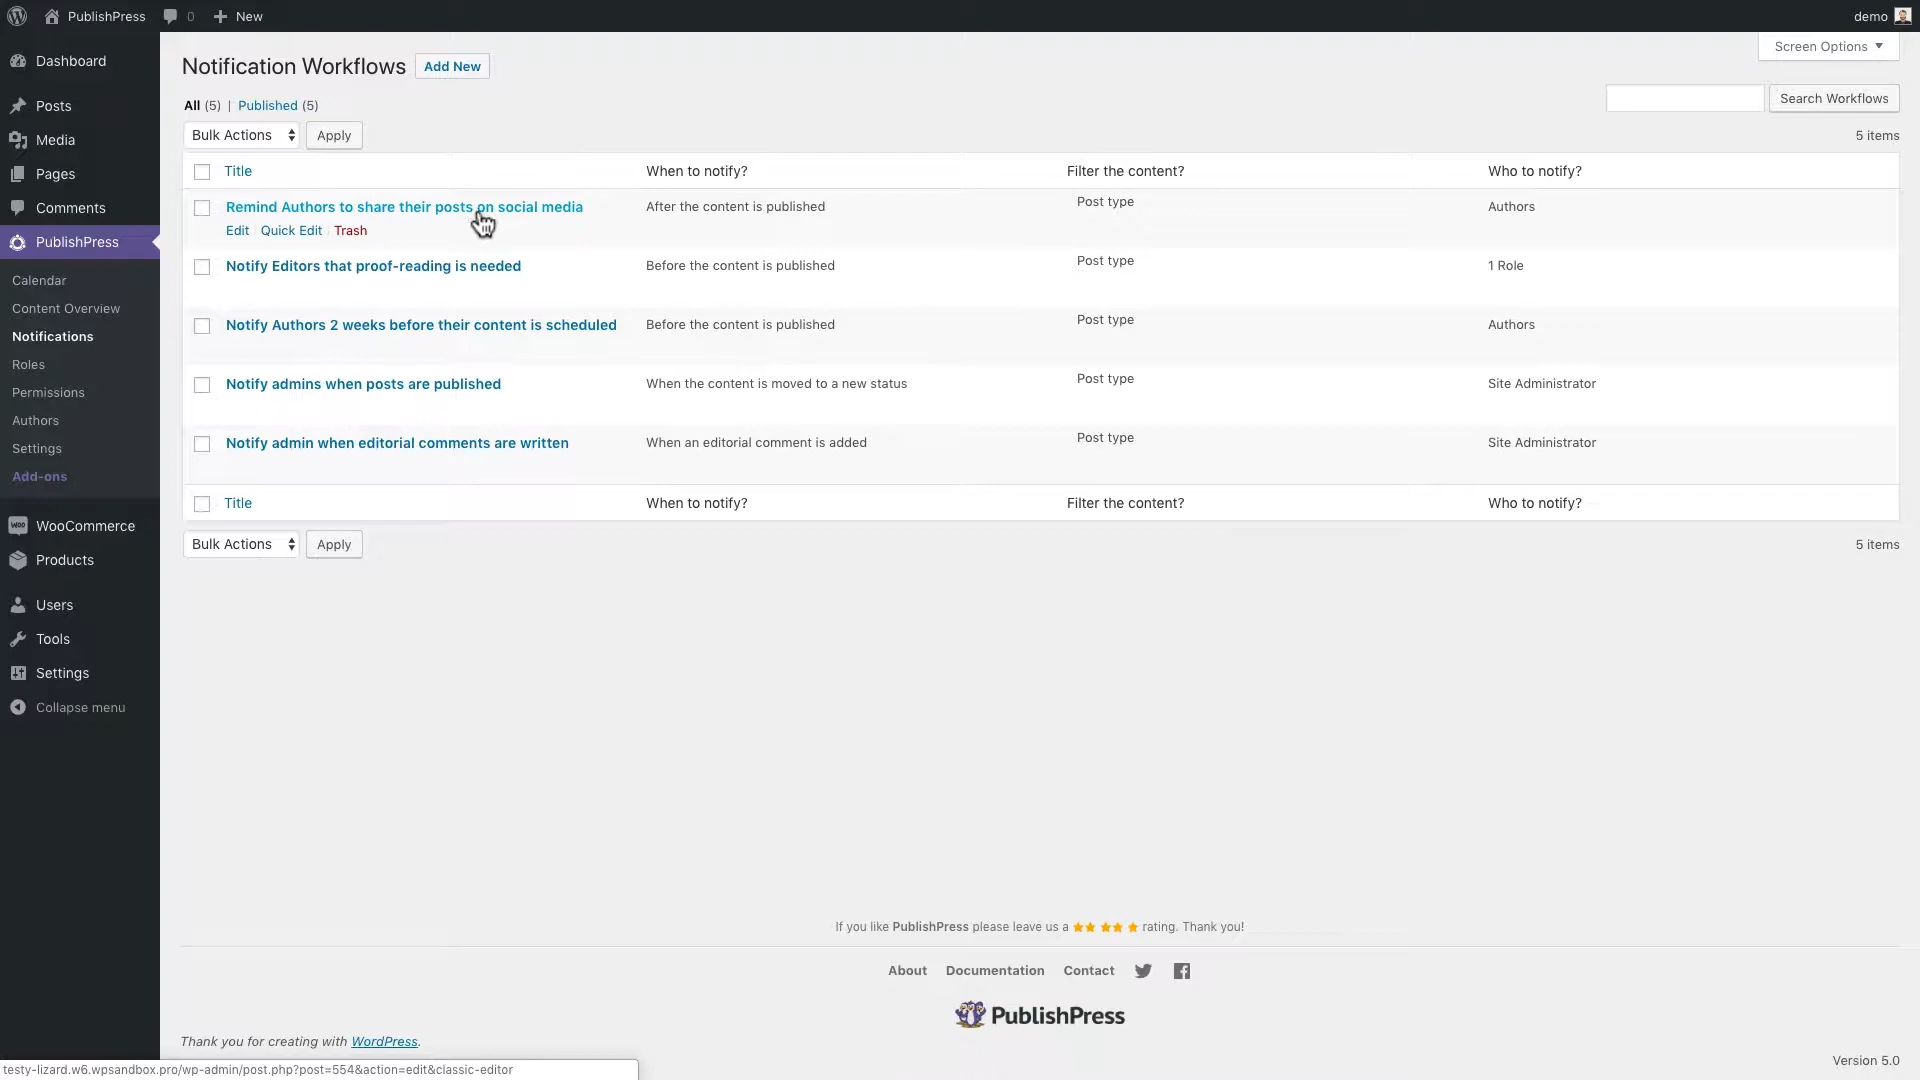 PublishPress 0 New demo
Dashboard
Posts
Media
Pages
Comments
PublishPress
Calendar
Content Overview
Notifications
Roles
Permissions
Authors
Settings
Add-ons
WooCommerce
Products
Users
Tools
Settings
Collapse menu
Screen Options
Notification Workflows Add New
All (5) | Published (5)
Search Workflows
Bulk Actions Apply 5 items
Title When to notify? Filter the content? Who to notify?
Remind Authors to share their posts on social media After the content is published Post type Authors
Edit | Quick Edit | Trash
Notify Editors that proof-reading is needed Before the content is published Post type 1 Role
Notify Authors 2 weeks before their content is scheduled Before the content is published Post type Authors
Notify admins when posts are published When the content is moved to a new status Post type Site Administrator
Notify admin when editorial comments are written When an editorial comment is added Post type Site Administrator
Title When to notify? Filter the content? Who to notify?
Bulk Actions Apply 5 items
If you like PublishPress please leave us a ★★★★★ rating. Thank you!
About Documentation Contact
PublishPress
Thank you for creating with WordPress.
Version 5.0
testy-lizard.w6.wpsandbox.pro/wp-admin/post.php?post=554&action=edit&classic-editor